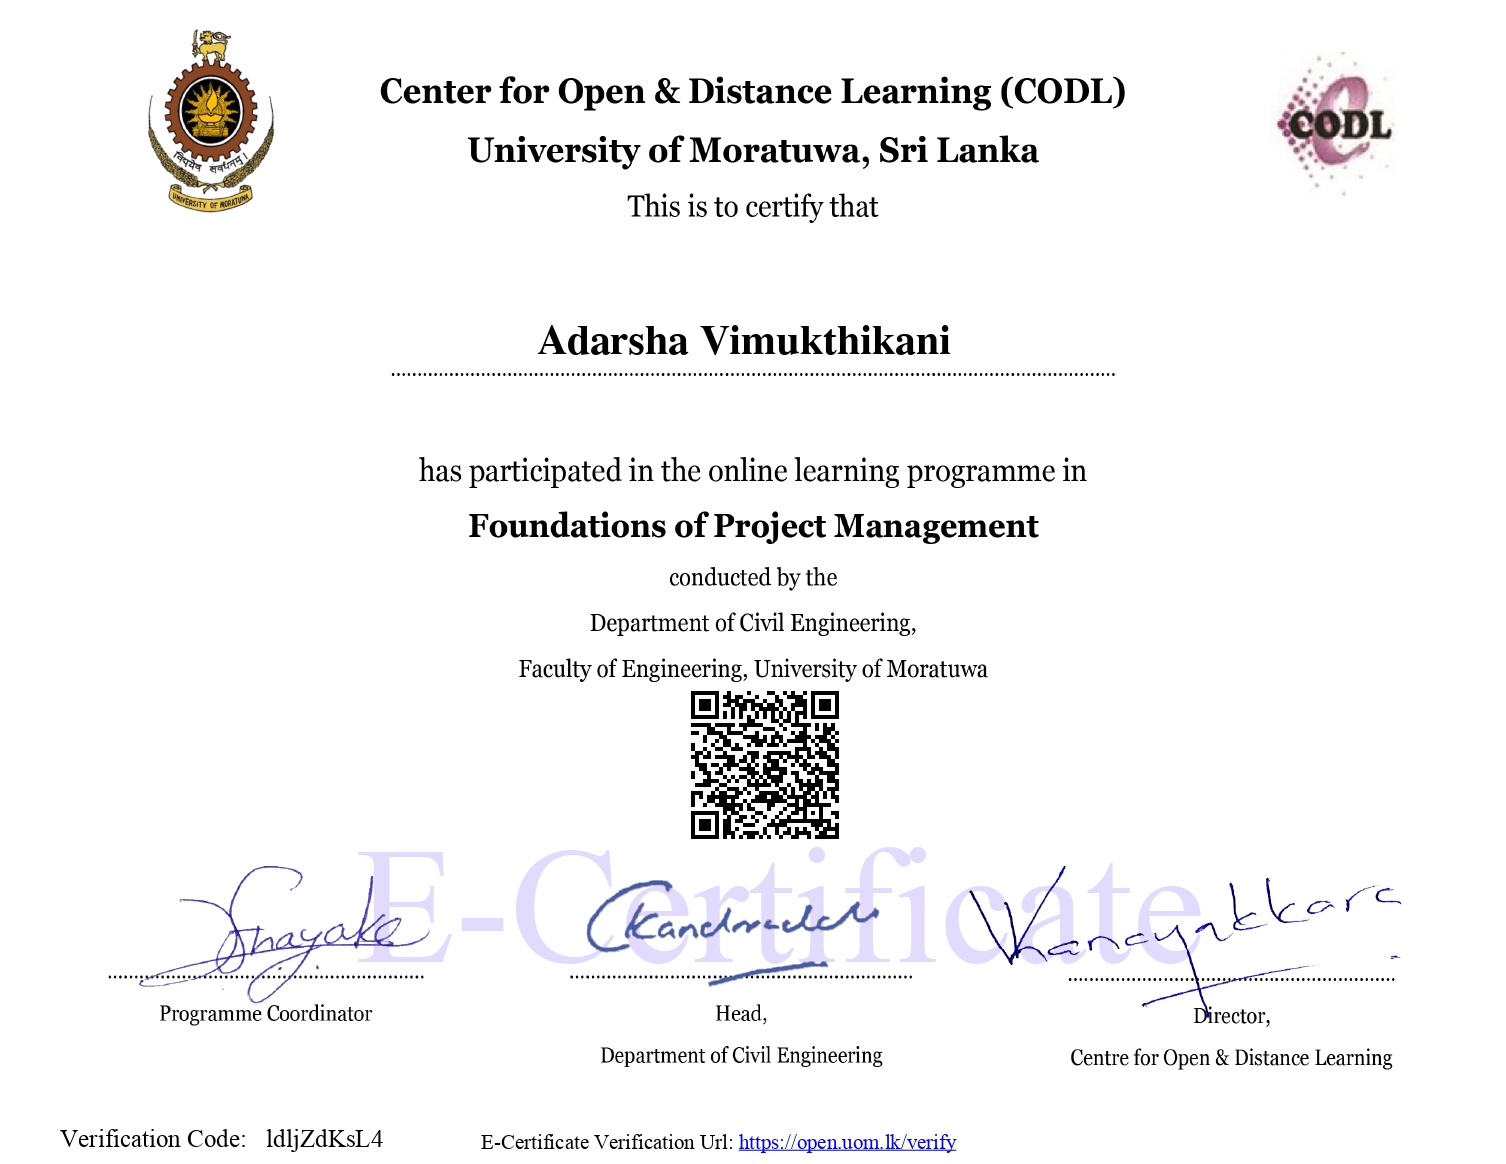 Center for Open & Distance Learning (CODL)
CODL
University of Moratuwa, Sri Lanka
UNIVERSITY OF MORATUWA
This is to certify that
Adarsha Vimukthikani
has participated in the online learning programme in
Foundations of Project Management
conducted by the
Department of Civil Engineering,
Faculty of Engineering, University of Moratuwa
E-Certificate
Programme Coordinator
Head,
Department of Civil Engineering
Director,
Centre for Open & Distance Learning
Verification Code: ldljZdKsL4
E-Certificate Verification Url: https://open.uom.lk/verify